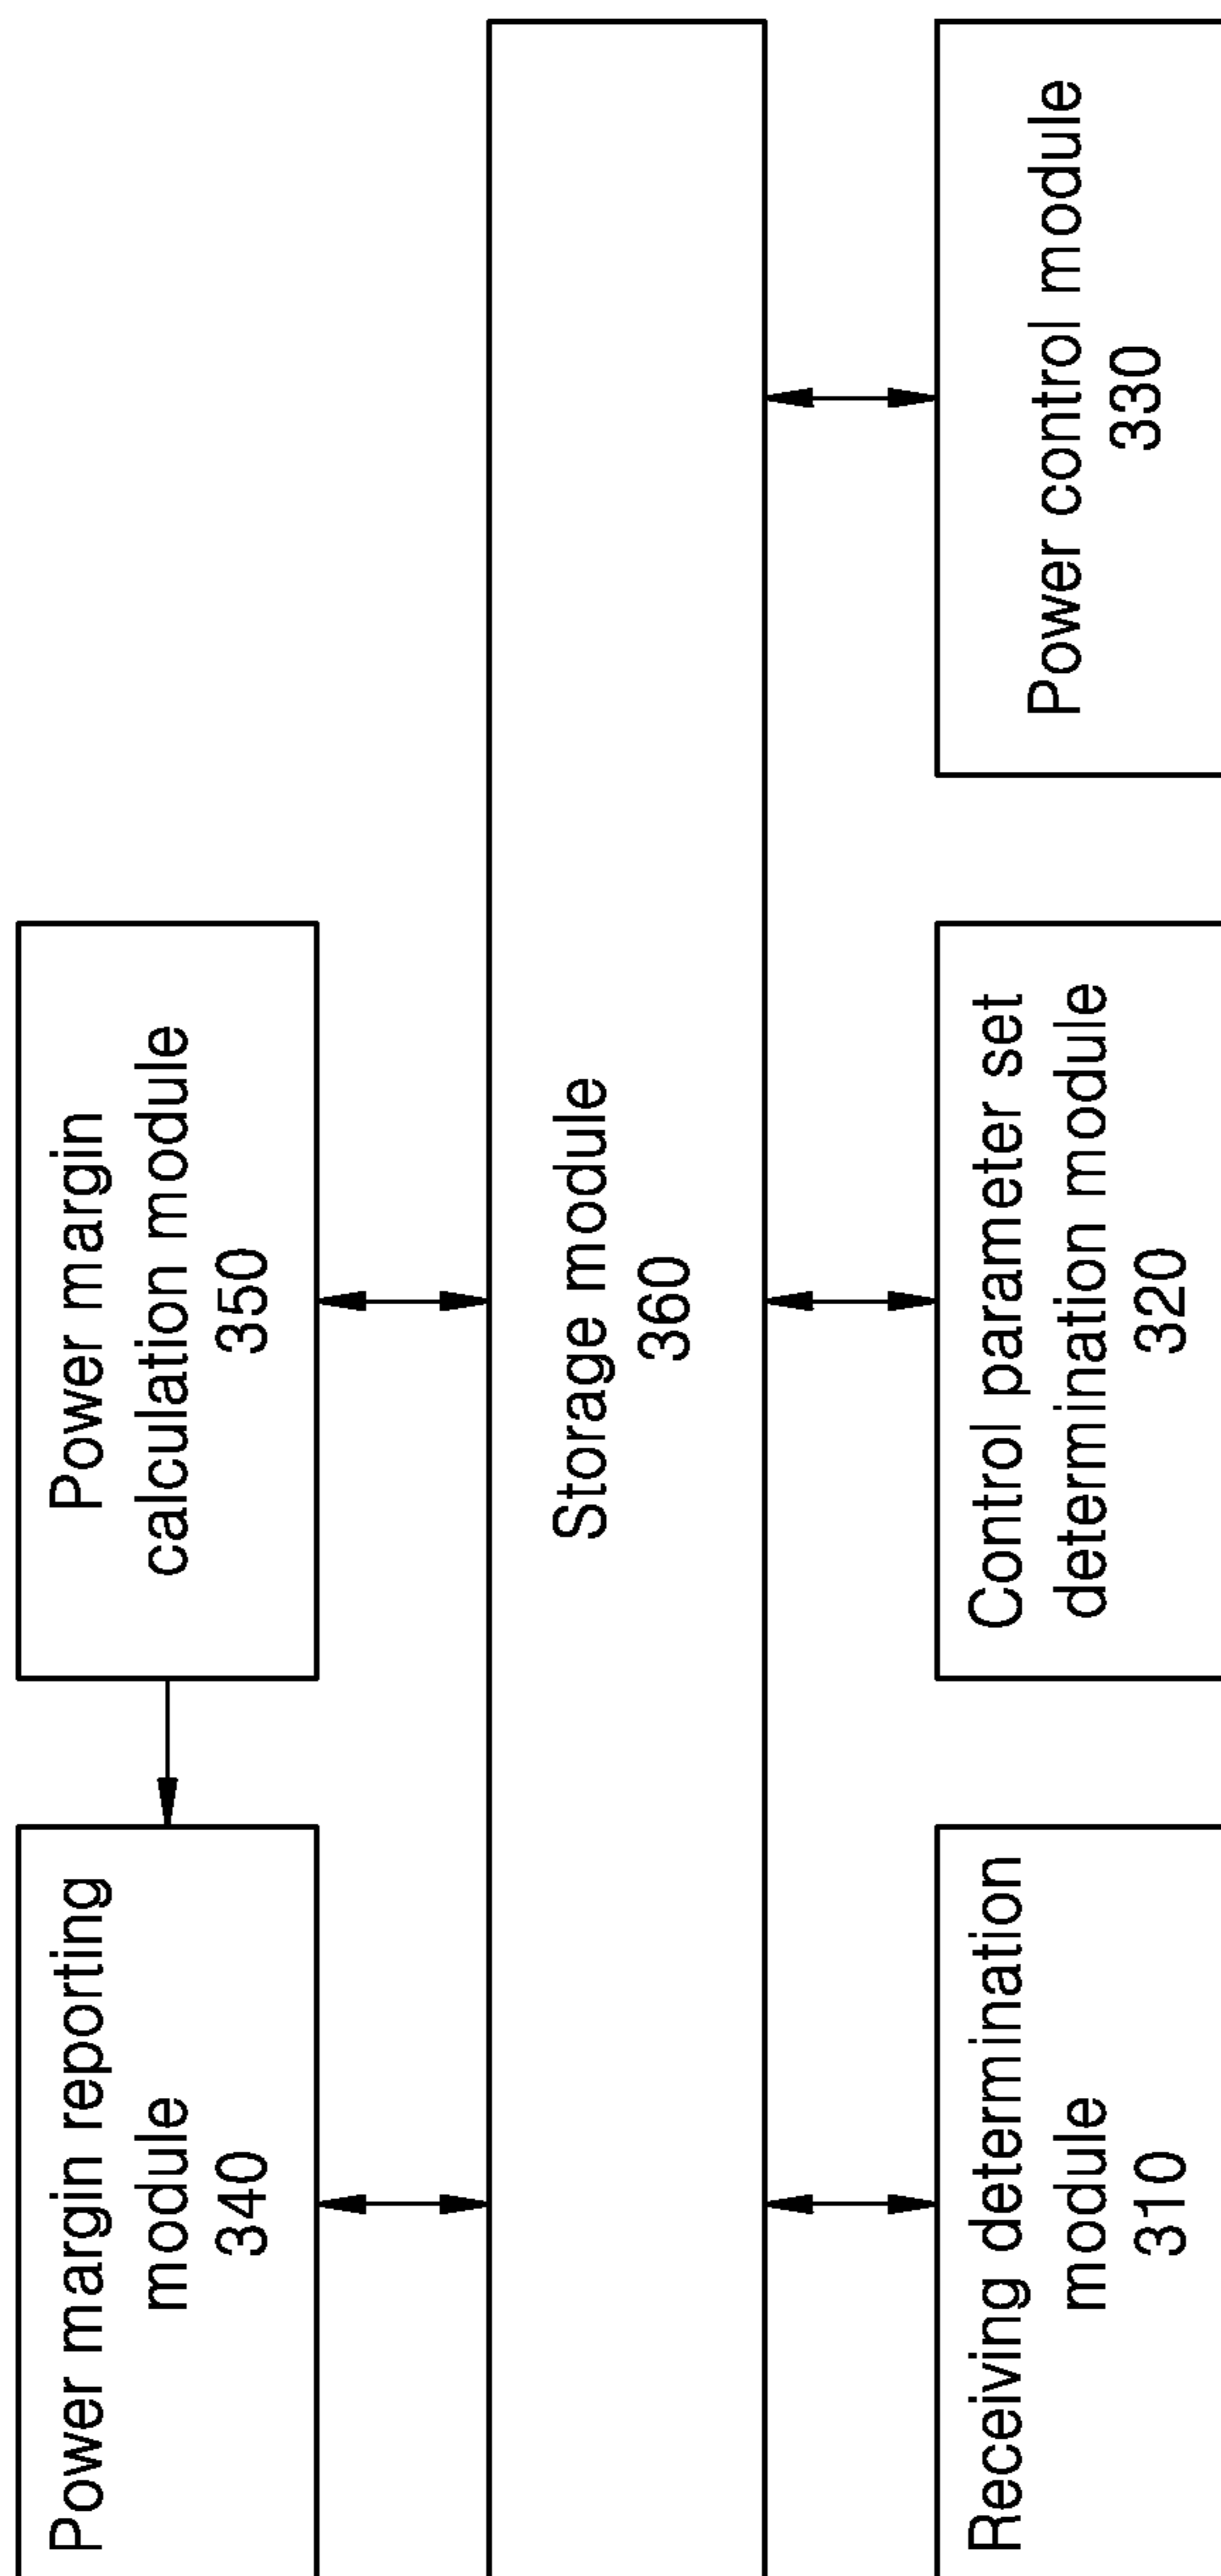 Power margin reporting
module
340
Power margin
calculation module
350
Storage module
360
Receiving determination
module
310
Control parameter set
determination module
320
Power control module
330